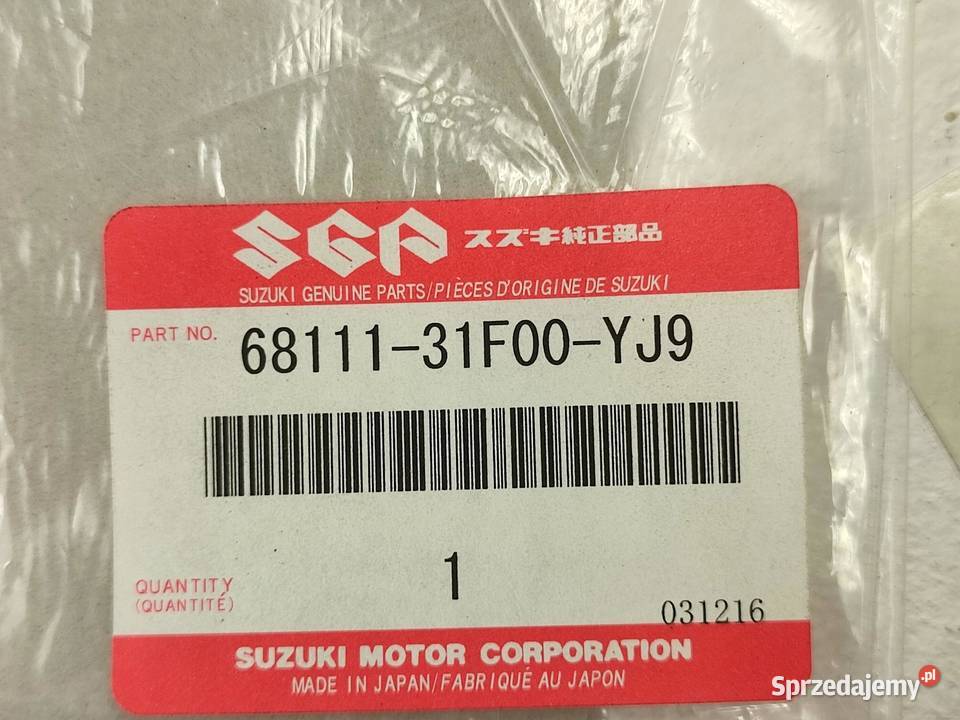 SGP スズキ純正部品
SUZUKI GENUINE PARTS/PIÈCES D'ORIGINE DE SUZUKI
PART NO. 68111-31F00-YJ9
QUANTITY 1
(QUANTITÉ) 031216
SUZUKI MOTOR CORPORATION
MADE IN JAPAN/FABRIQUÉ AU JAPON
Sprzedajemy.pl